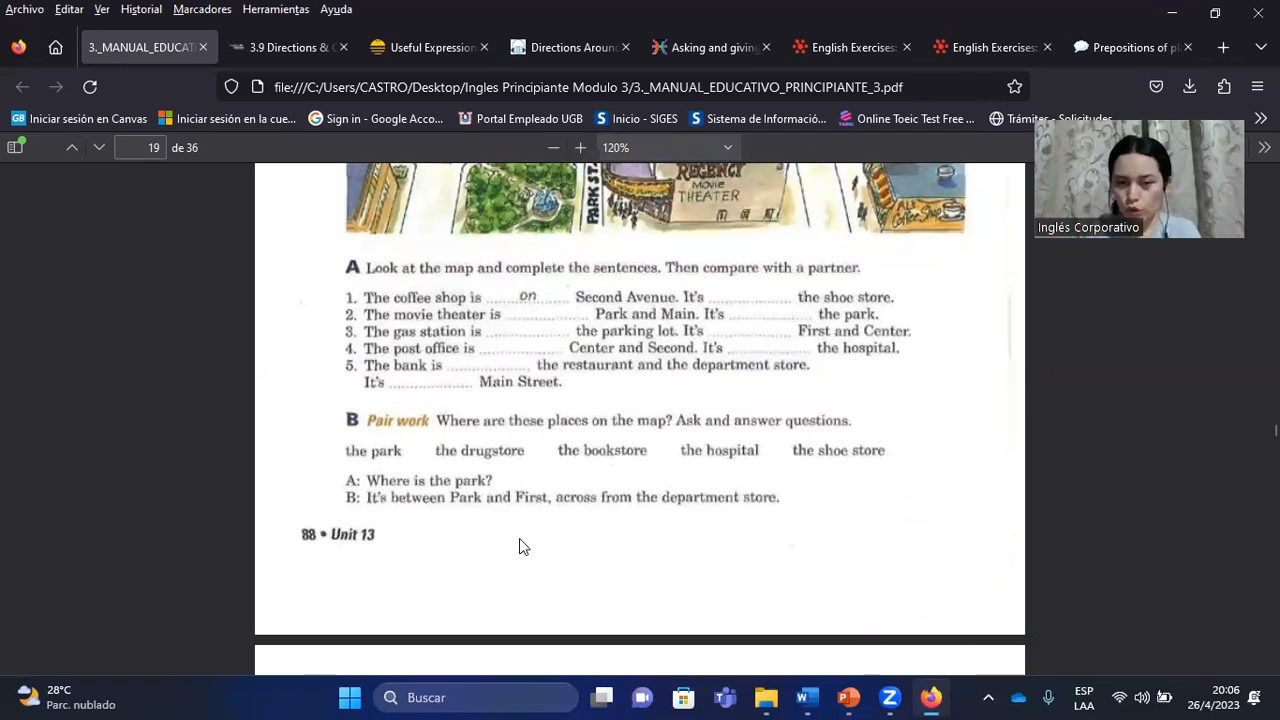 Archivo Editar Ver Historial Marcadores Herramientas Ayuda
_MANUAL_EDUCATI
3.9 Directions & C
Useful Expression
Directions Aroun
Asking and giving
English Exercises
English Exercises:
Prepositions of pl
file:///C:/Users/CASTRO/Desktop/Ingles Principiante Modulo 3/3._MANUAL_EDUCATIVO_PRINCIPIANTE_3.pdf
GB Iniciar sesión en Canvas
Iniciar sesión en la cue...
Sign in - Google Acco...
Portal Empleado UGB
S Inicio - SIGES
S Sistema de Informació...
Online Toeic Test Free ...
Trámites - Solicitudes
19 de 36
120%
PARK ST
REGENCY
MOVIE
THEATER
AL'S
Coffee Shop
Inglés Corporativo
A Look at the map and complete the sentences. Then compare with a partner.
1. The coffee shop is ......on...... Second Avenue. It's .................... the shoe store.
2. The movie theater is .................... Park and Main. It's .................... the park.
3. The gas station is .................... the parking lot. It's .................... First and Center.
4. The post office is .................... Center and Second. It's .................... the hospital.
5. The bank is .................... the restaurant and the department store.
It's .................... Main Street.
B Pair work Where are these places on the map? Ask and answer questions.
the park the drugstore the bookstore the hospital the shoe store
A: Where is the park?
B: It's between Park and First, across from the department store.
88 • Unit 13
28°C
Parc. nublado
Buscar
ESP
LAA
20:06
26/4/2023